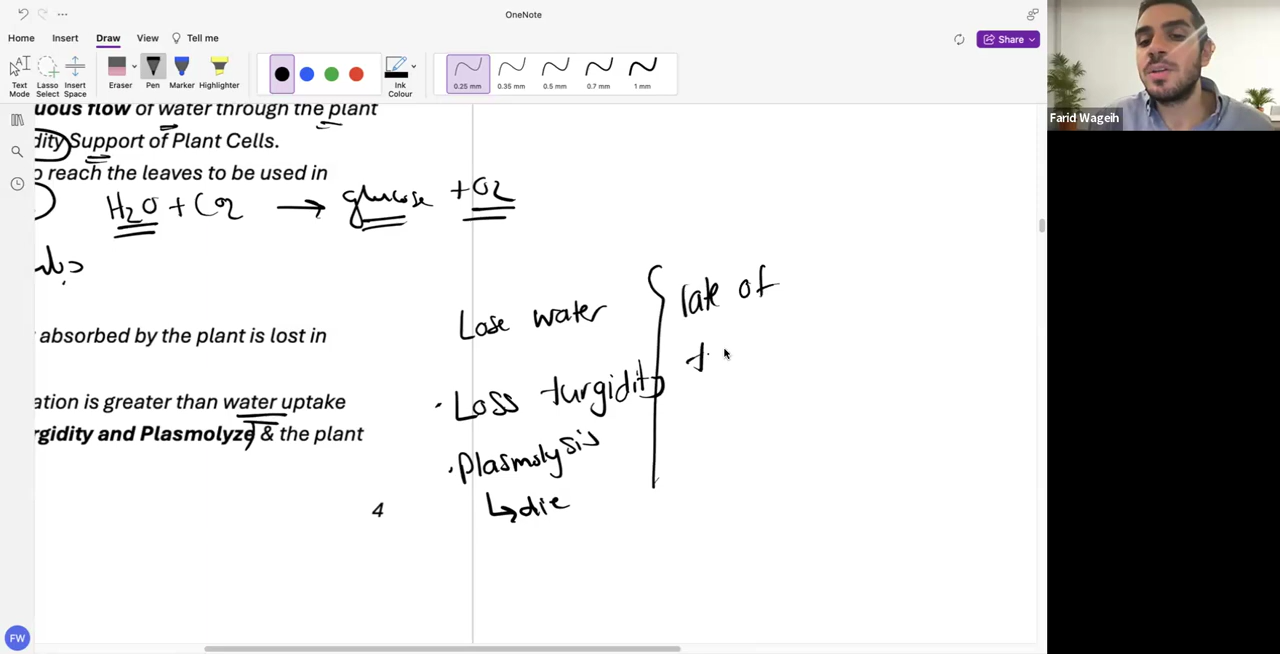 OneNote
Home Insert Draw View Tell me
Share
Text Mode
Lasso Select
Insert Space
Eraser
Pen
Marker
Highlighter
Ink Colour
0.25 mm
0.35 mm
0.5 mm
0.7 mm
1 mm
Farid Wageih
uous flow of water through the plant
dity Support of Plant Cells.
o reach the leaves to be used in
H2O + CO2 → glucose + O2
absorbed by the plant is lost in
ation is greater than water uptake
rgidity and Plasmolyze) & the plant
4
Lose water
. Loss turgidity
. Plasmolysis
↳ die
rate of
FW